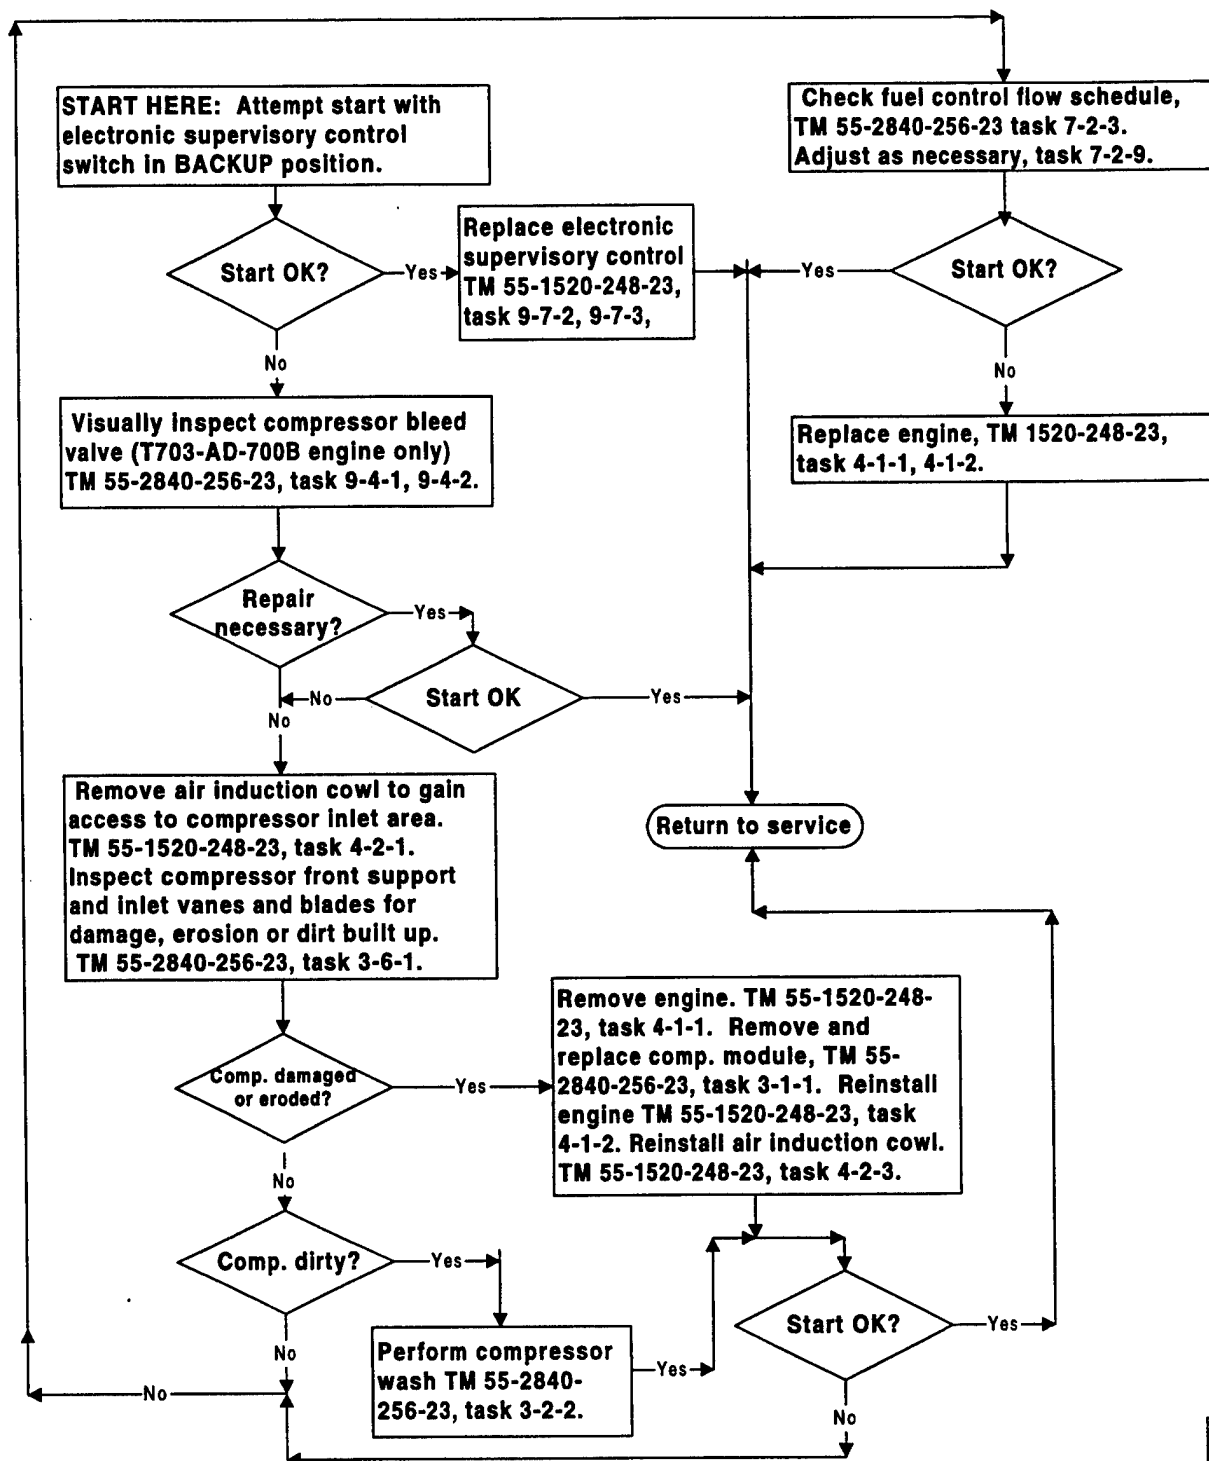 START HERE: Attempt start with
electronic supervisory control
switch in BACKUP position.
Start OK?
Yes
Replace electronic
supervisory control
TM 55-1520-248-23,
task 9-7-2, 9-7-3,
No
Visually inspect compressor bleed
valve (T703-AD-700B engine only)
TM 55-2840-256-23, task 9-4-1, 9-4-2.
Repair
necessary?
Yes
Start OK
No
Yes
No
Remove air induction cowl to gain
access to compressor inlet area.
TM 55-1520-248-23, task 4-2-1.
Inspect compressor front support
and inlet vanes and blades for
damage, erosion or dirt built up.
TM 55-2840-256-23, task 3-6-1.
Comp. damaged
or eroded?
Yes
Remove engine. TM 55-1520-248-
23, task 4-1-1. Remove and
replace comp. module, TM 55-
2840-256-23, task 3-1-1. Reinstall
engine TM 55-1520-248-23, task
4-1-2. Reinstall air induction cowl.
TM 55-1520-248-23, task 4-2-3.
No
Comp. dirty?
Yes
Perform compressor
wash TM 55-2840-
256-23, task 3-2-2.
Yes
No
No
Start OK?
Yes
No
Check fuel control flow schedule,
TM 55-2840-256-23 task 7-2-3.
Adjust as necessary, task 7-2-9.
Start OK?
Yes
No
Replace engine, TM 1520-248-23,
task 4-1-1, 4-1-2.
Return to service